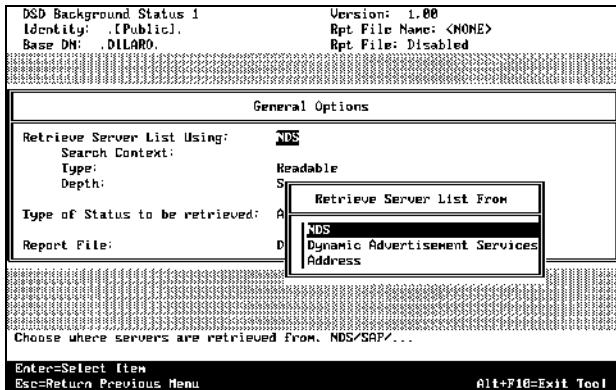 DSD Background Status 1 Version: 1.00
Identity: .[Public]. Rpt File Name: <NONE>
Base DN: .DILARO. Rpt File: Disabled
General Options
Retrieve Server List Using: NDS
Search Context:
Type: Readable
Depth: S
Retrieve Server List From
Type of Status to be retrieved: A
NDS
Dynamic Advertisement Services
Report File: D
Address
Choose where servers are retrieved from. NDS/SAP/...
Enter=Select Item
Esc=Return Previous Menu Alt+F10=Exit Tool